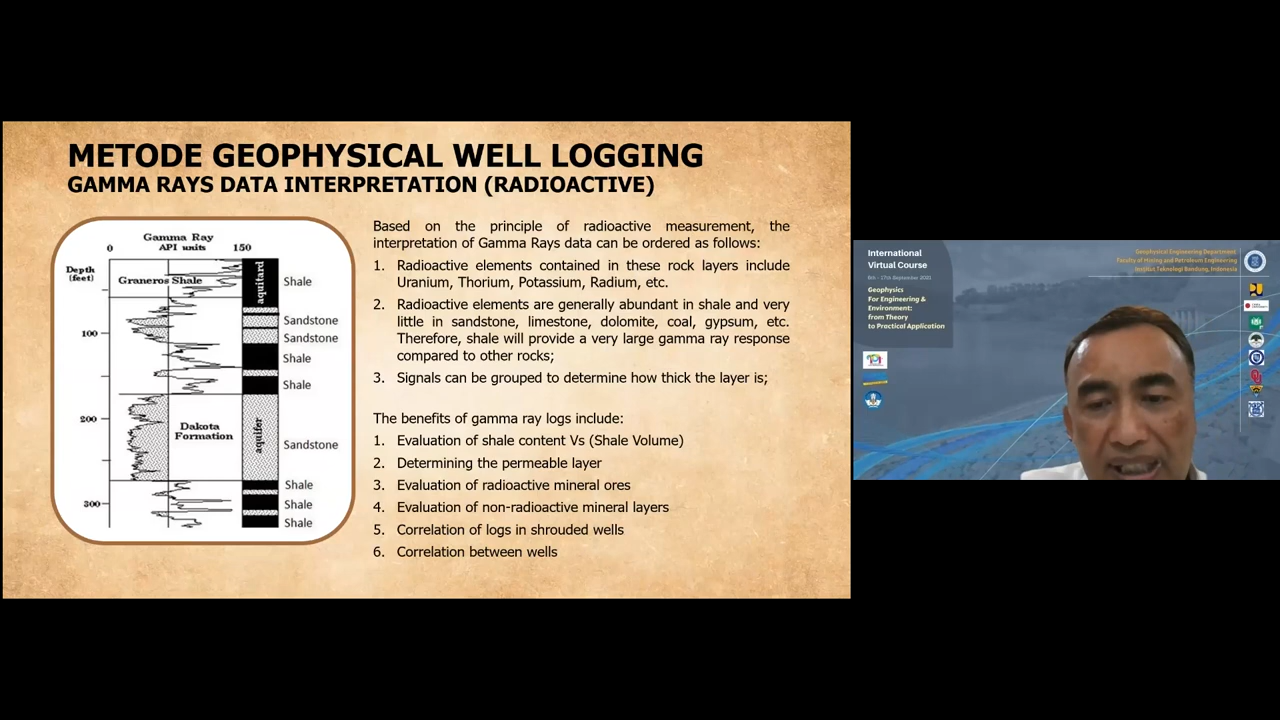 METODE GEOPHYSICAL WELL LOGGING
GAMMA RAYS DATA INTERPRETATION (RADIOACTIVE)
Gamma Ray
API units
0
150
Depth
(feet)
Graneros Shale
aquitard
Shale
Sandstone
100
Sandstone
Shale
Shale
200
Dakota
Formation
aquifer
Sandstone
Shale
300
Shale
Shale
Based on the principle of radioactive measurement, the
interpretation of Gamma Rays data can be ordered as follows:
1. Radioactive elements contained in these rock layers include
Uranium, Thorium, Potassium, Radium, etc.
2. Radioactive elements are generally abundant in shale and very
little in sandstone, limestone, dolomite, coal, gypsum, etc.
Therefore, shale will provide a very large gamma ray response
compared to other rocks;
3. Signals can be grouped to determine how thick the layer is;
The benefits of gamma ray logs include:
1. Evaluation of shale content Vs (Shale Volume)
2. Determining the permeable layer
3. Evaluation of radioactive mineral ores
4. Evaluation of non-radioactive mineral layers
5. Correlation of logs in shrouded wells
6. Correlation between wells
International
Virtual Course
6th - 17th September 2021
Geophysics
For Engineering &
Environment:
from Theory
to Practical Application
Geophysical Engineering Department
Faculty of Mining and Petroleum Engineering
Institut Teknologi Bandung, Indonesia